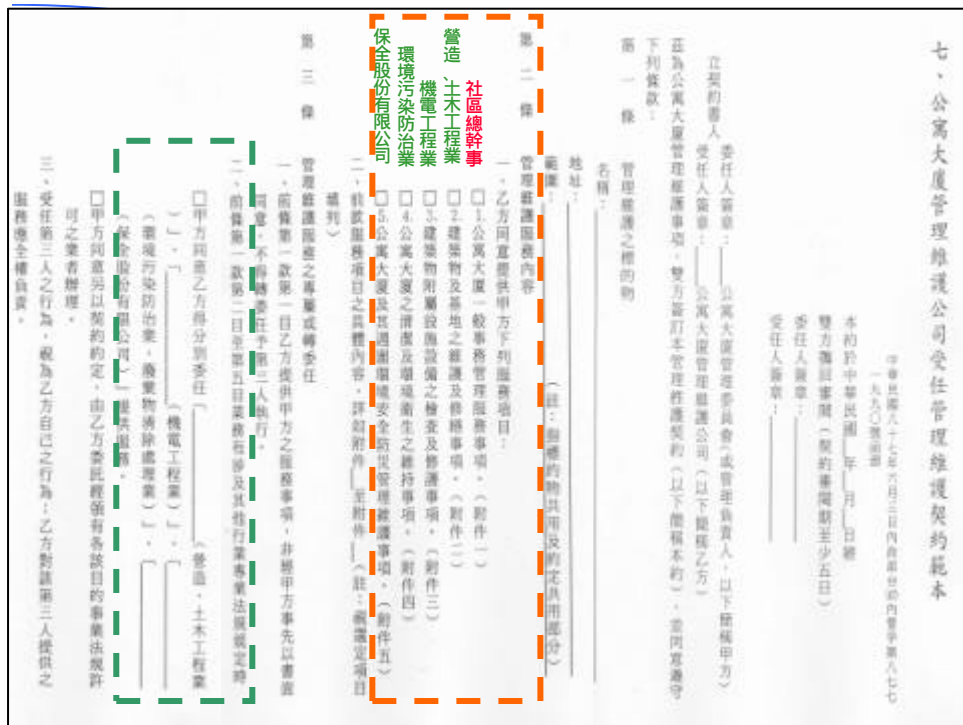 七、公寓大廈管理維護公司受任管理維護契約範本
中華民國八十七年六月三日內政部台(87)內營字第八七七
一九九〇號函頒
本約於中華民國　年　月　日經
雙方攜回審閱（契約審閱期至少五日）
委任人簽章：
受任人簽章：
立契約書人
委任人簽章：＿＿公寓大廈管理委員會（或管理負責人，以下簡稱甲方）
受任人簽章：＿＿公寓大廈管理維護公司（以下簡稱乙方）
茲為公寓大廈管理維護事項，雙方簽訂本管理維護契約（以下簡稱本約），並同意遵守
下列條款：
第　一　條　管理維護之標的物
名稱：
地址：
範圍：＿＿（註：指標的物共用及約定共用部分）
第　二　條　管理維護服務內容
一、乙方同意提供甲方下列服務項目：
社區總幹事
□1.公寓大廈一般事務管理服務事項。（附件一）
營造、土木工程業
□2.建築物及基地之維護及修繕事項。（附件二）
機電工程業
□3.建築物附屬設施設備之檢查及修護事項。（附件三）
環境污染防治業
□4.公寓大廈之清潔及環境衛生之維持事項。（附件四）
保全股份有限公司
□5.公寓大廈及其週圍環境安全防災管理維護事項。（附件五）
二、前款服務項目之具體內容，詳如附件＿至附件＿（註：視選定項目
填列）
第　三　條　管理維護服務之專屬或轉委任
一、前條第一款第一目乙方提供甲方之服務事項，非經甲方事先以書面
同意，不得轉委任予第三人執行。
二、前條第一款第二目至第五目業務有涉及其他行業專業法規規定時
□甲方同意乙方得分別委任「＿＿（營造、土木工程業
）」、「＿＿（機電工程業）」、「＿＿
（環境污染防治業，廢棄物清除處理業）」、「＿＿
（保全股份有限公司）」提供服務。
□甲方同意另以契約約定，由乙方委託經領有各該目的事業法規許
可之業者辦理。
三、受任第三人之行為，視為乙方自己之行為；乙方對該第三人提供之
服務應全權負責。